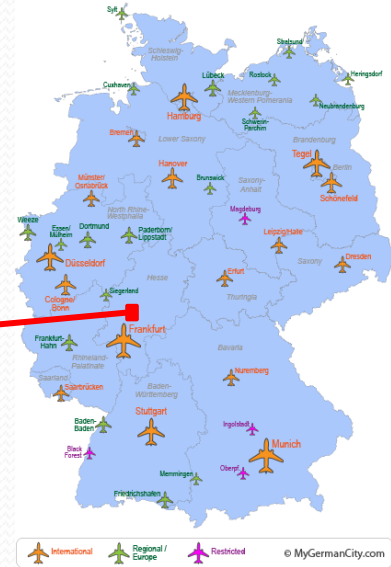 Sylt
Stralsund/
Schleswig-
Holstein
Rostock
Heringsdorf
Cuxhaven
Lübeck
Mecklenburg-
Western Pomerania
Neubrandenburg
Hamburg
Schwerin-
Parchim
Bremen
Lower Saxony
Brandenburg
Tegel
Berlin
Hanover
Münster/
Osnabrück
Brunswick
Saxony-
Anhalt
Schönefeld
North Rhine-
Westphalia
Magdeburg
Weeze
Essen/
Mülheim
Dortmund
Paderborn/
Lippstadt
Leipzig/Halle
Düsseldorf
Saxony
Dresden
Cologne/
Bonn
Siegerland
Hesse
Erfurt
Thuringia
Frankfurt
Frankfurt-
Hahn
Rhineland-
Palatinate
Bavaria
Saarland
Saarbrücken
Nuremberg
Baden-
Württemberg
Stuttgart
Baden-
Baden
Ingolstadt
Black
Forest
Munich
Oberpf.
Memmingen
Friedrichshafen
International
Regional /
Europe
Restricted
© MyGermanCity.com